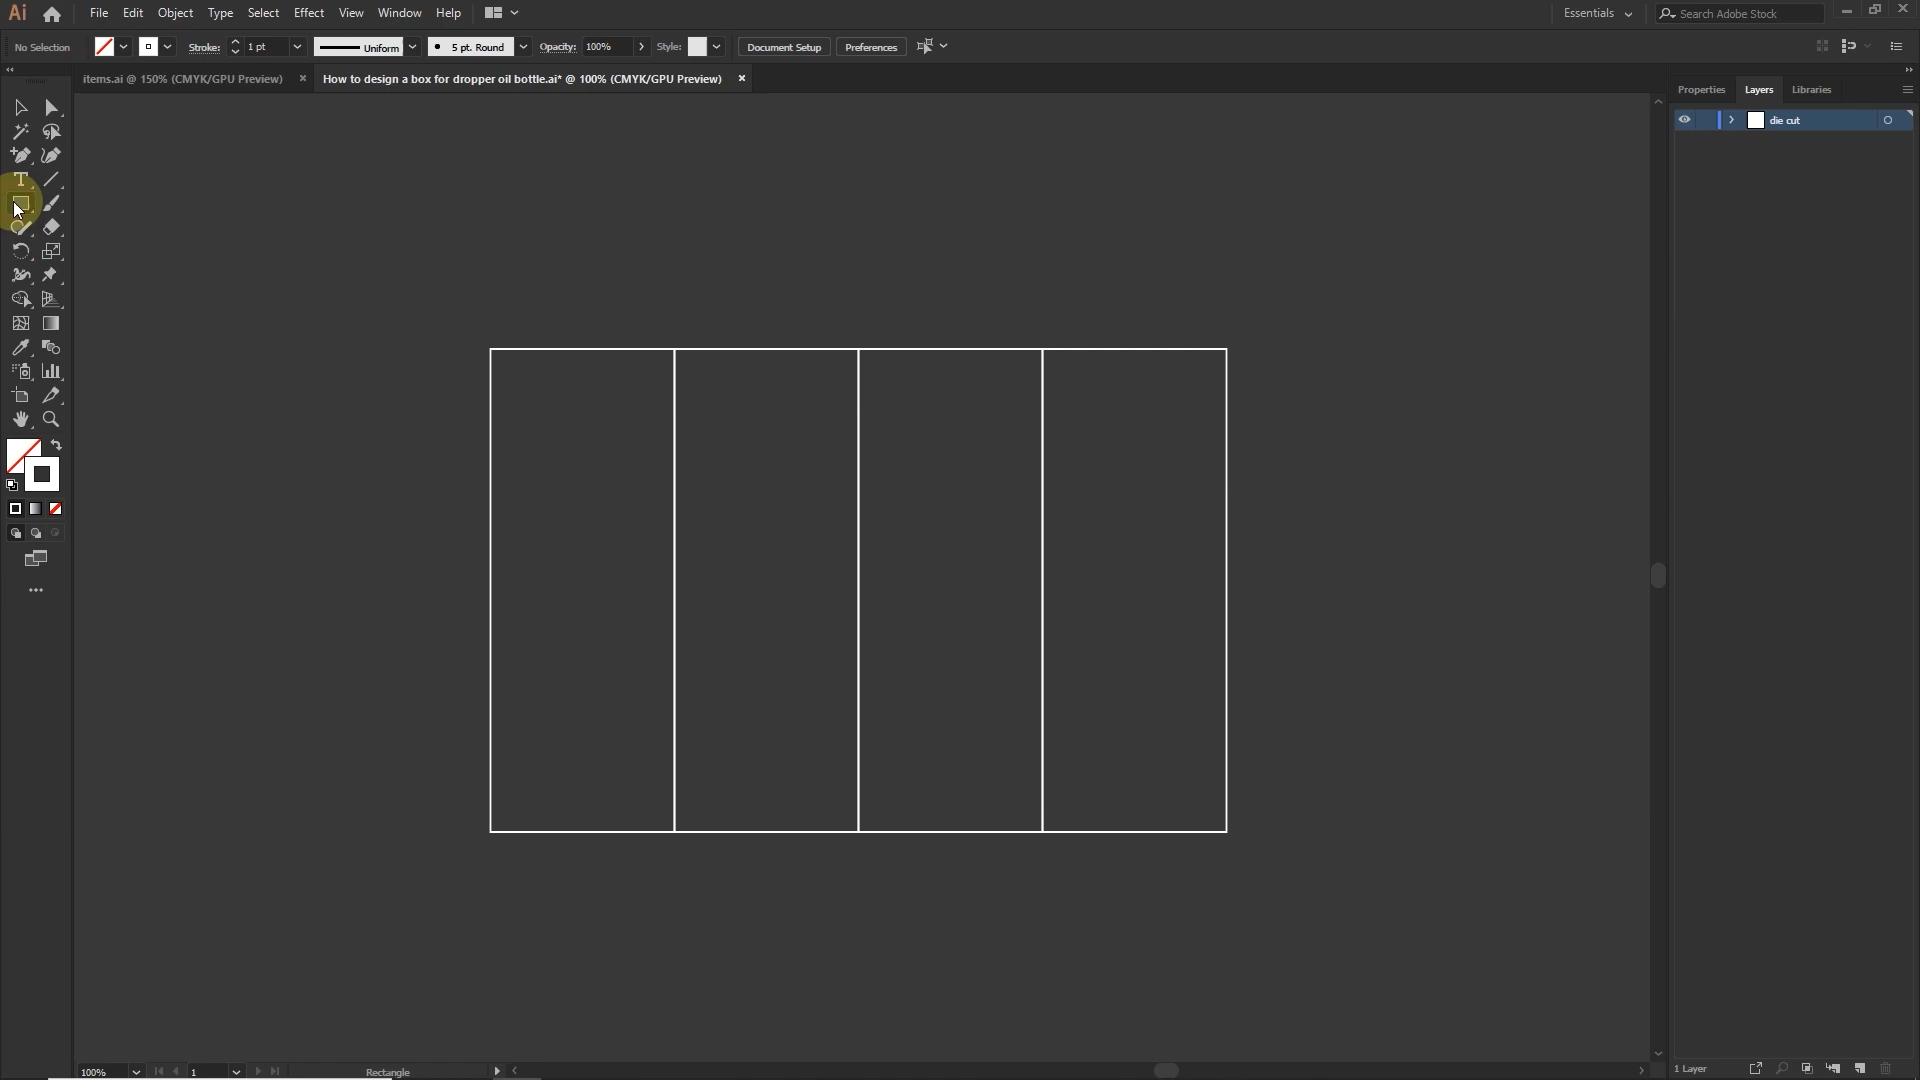 Ai File Edit Object Type Select Effect View Window Help Essentials Search Adobe Stock
No Selection Stroke: 1 pt Uniform 5 pt. Round Opacity: 100% Style: Document Setup Preferences
items.ai @ 150% (CMYK/GPU Preview) How to design a box for dropper oil bottle.ai* @ 100% (CMYK/GPU Preview)
Properties Layers Libraries
die cut
100% 1 Rectangle
1 Layer